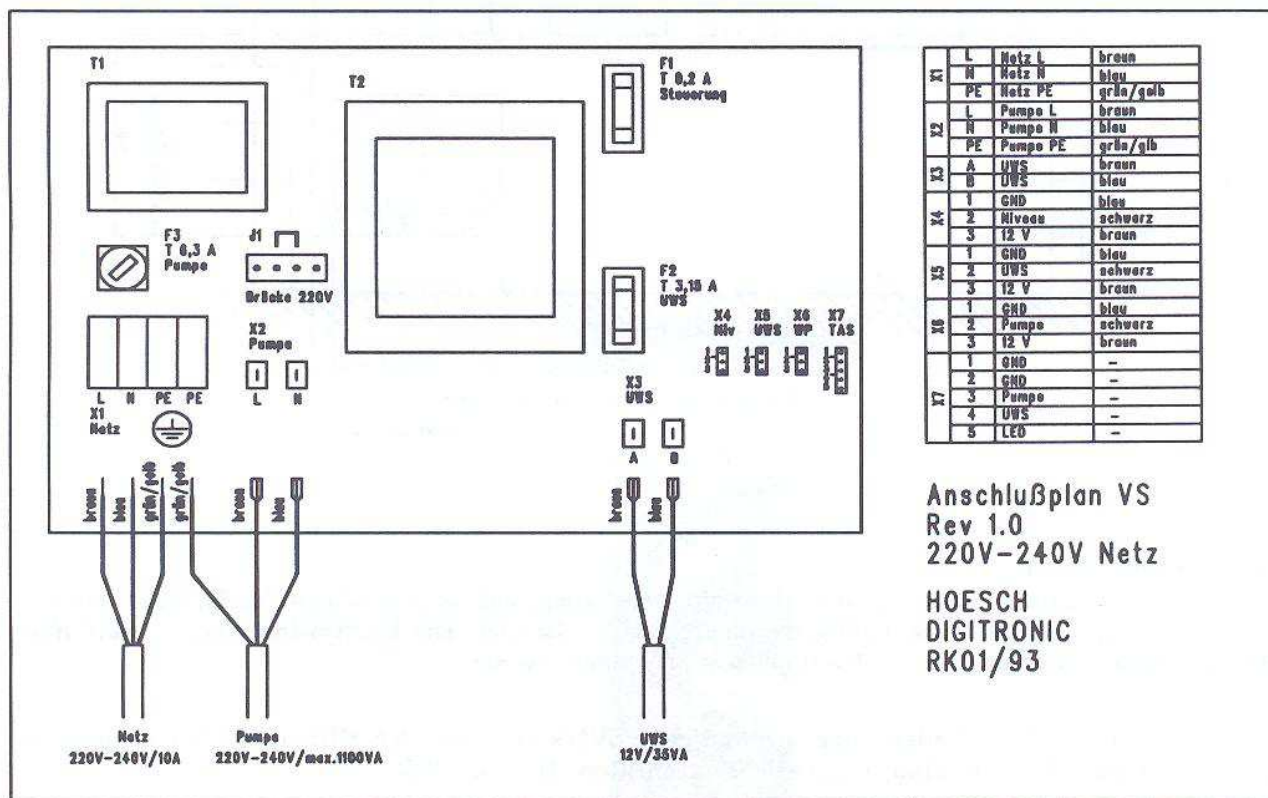 T1
T2
F1
T 0,2 A
Steuerung
F3
T 6,3 A
Pumpe
J1
Brücke 220V
F2
T 3,15 A
UWS
X4
Niv
X5
UWS
X6
WP
X7
TAS
L N PE PE
X1
Netz
X2
Pumpe
L N
X3
UWS
A B
braun
blau
grün/gelb
grün/gelb
braun
blau
braun
blau
Netz
220V-240V/10A
Pumpe
220V-240V/max.1100VA
UWS
12V/35VA
X1
L Netz L braun
N Netz N blau
PE Netz PE grün/gelb
X2
L Pumpe L braun
N Pumpe N blau
PE Pumpe PE grün/glb
X3
A UWS braun
B UWS blau
X4
1 GND blau
2 Niveau schwarz
3 12 V braun
X5
1 GND blau
2 UWS schwarz
3 12 V braun
X6
1 GND blau
2 Pumpe schwarz
3 12 V braun
X7
1 GND -
2 GND -
3 Pumpe -
4 UWS -
5 LED -
Anschlußplan VS
Rev 1.0
220V-240V Netz
HOESCH
DIGITRONIC
RK01/93